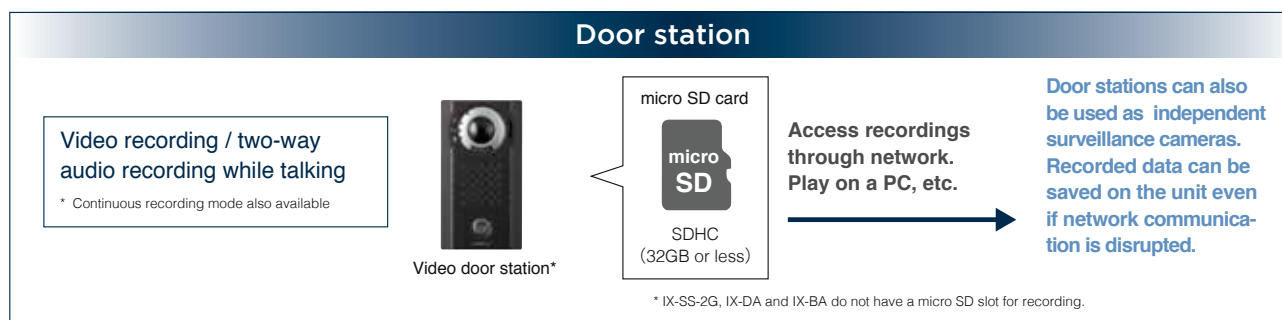 Door station
Video recording / two-way
audio recording while talking
* Continuous recording mode also available
Video door station*
micro SD card
micro
SD
SDHC
（32GB or less）
Access recordings
through network.
Play on a PC, etc.
Door stations can also
be used as independent
surveillance cameras.
Recorded data can be
saved on the unit even
if network communica-
tion is disrupted.
* IX-SS-2G, IX-DA and IX-BA do not have a micro SD slot for recording.